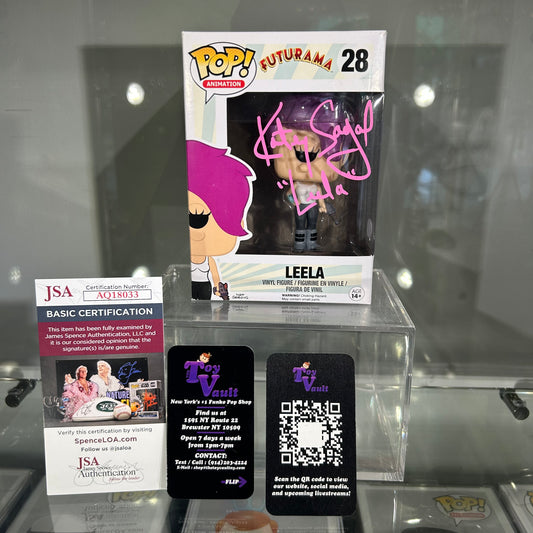 POP!
ANIMATION
FUTURAMA
28
Katey Sagal
"Leela"
LEELA
VINYL FIGURE / FIGURINE EN VINYLE /
FIGURA DE VINIL
WARNING:
AGE
14+
JSA
Certification Number:
AQ18033
BASIC CERTIFICATION
This item has been fully examined by
James Spence Authentication, LLC and
it is our considered opinion that the
signature(s) is/are genuine.
Verify this certification by visiting
SpenceLOA.com
Follow us @jsaloa
JSA
James Spence
Authentication
Toy
Vault
New York's #1 Funko Pop Shop
Find us at
1591 NY Route 22
Brewster NY 10509
Open 7 days a week
from 1pm-7pm
CONTACT:
FLIP
Toy
Vault
Scan the QR code to view
our website, social media,
and upcoming livestreams!